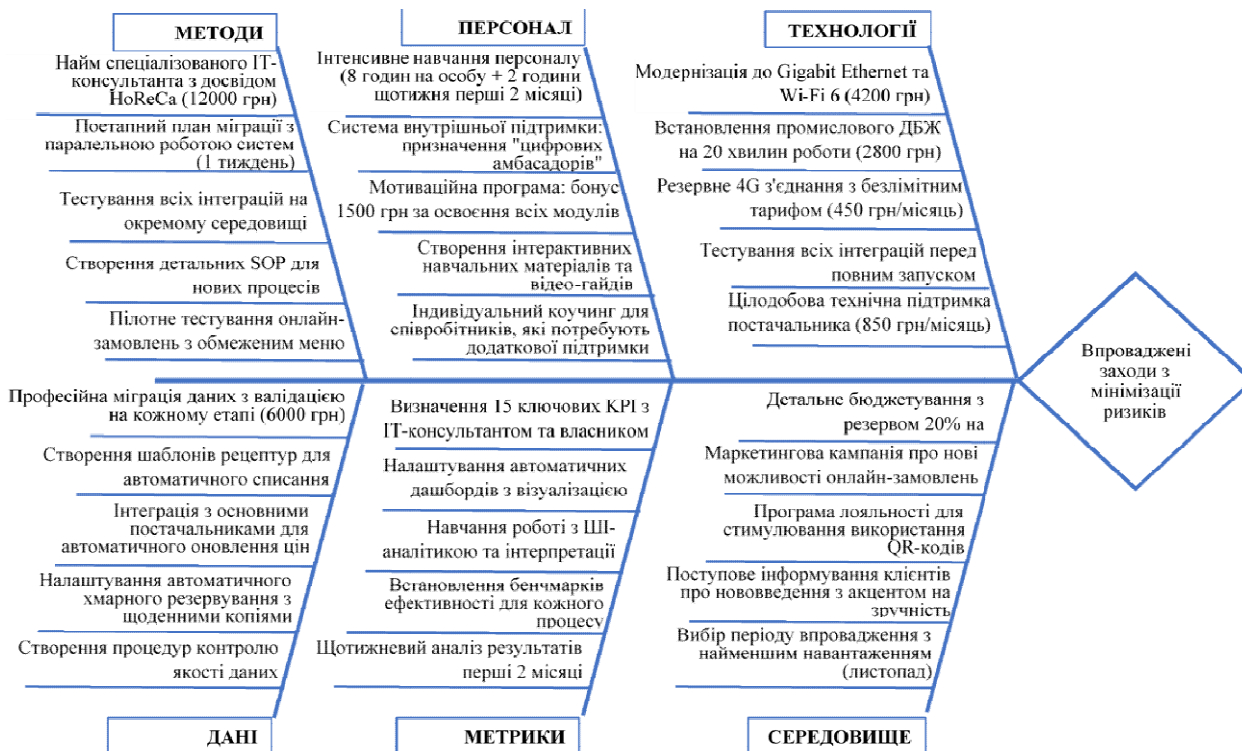 МЕТОДИ
Найм спеціалізованого ІТ-
консультанта з досвідом
HoReCa (12000 грн)
Поетапний план міграції з
паралельною роботою систем
(1 тиждень)
Тестування всіх інтеграцій на
окремому середовищі
Створення детальних SOP для
нових процесів
Пілотне тестування онлайн-
замовлень з обмеженим меню
ПЕРСОНАЛ
Інтенсивне навчання персоналу
(8 годин на особу + 2 години
щотижня перші 2 місяці)
Система внутрішньої підтримки:
призначення "цифрових
амбасадорів"
Мотиваційна програма: бонус
1500 грн за освоєння всіх модулів
Створення інтерактивних
навчальних матеріалів та
відео-гайдів
Індивідуальний коучинг для
співробітників, які потребують
додаткової підтримки
ТЕХНОЛОГІЇ
Модернізація до Gigabit Ethernet та
Wi-Fi 6 (4200 грн)
Встановлення промислового ДБЖ
на 20 хвилин роботи (2800 грн)
Резервне 4G з'єднання з безлімітним
тарифом (450 грн/місяць)
Тестування всіх інтеграцій перед
повним запуском
Цілодобова технічна підтримка
постачальника (850 грн/місяць)
Впроваджені
заходи з
мінімізації
ризиків
Професійна міграція даних з валідацією
на кожному етапі (6000 грн)
Створення шаблонів рецептур для
автоматичного списання
Інтеграція з основними
постачальниками для
автоматичного оновлення цін
Налаштування автоматичного
хмарного резервування з
щоденними копіями
Створення процедур контролю
якості даних
ДАНІ
Визначення 15 ключових KPI з
ІТ-консультантом та власником
Налаштування автоматичних
дашбордів з візуалізацією
Навчання роботі з ШІ-
аналітикою та інтерпретації
Встановлення бенчмарків
ефективності для кожного
процесу
Щотижневий аналіз результатів
перші 2 місяці
МЕТРИКИ
Детальне бюджетування з
резервом 20% на
Маркетингова кампанія про нові
можливості онлайн-замовлень
Програма лояльності для
стимулювання використання
QR-кодів
Поступове інформування клієнтів
про нововведення з акцентом на
зручність
Вибір періоду впровадження з
найменшим навантаженням
(листопад)
СЕРЕДОВИЩЕ